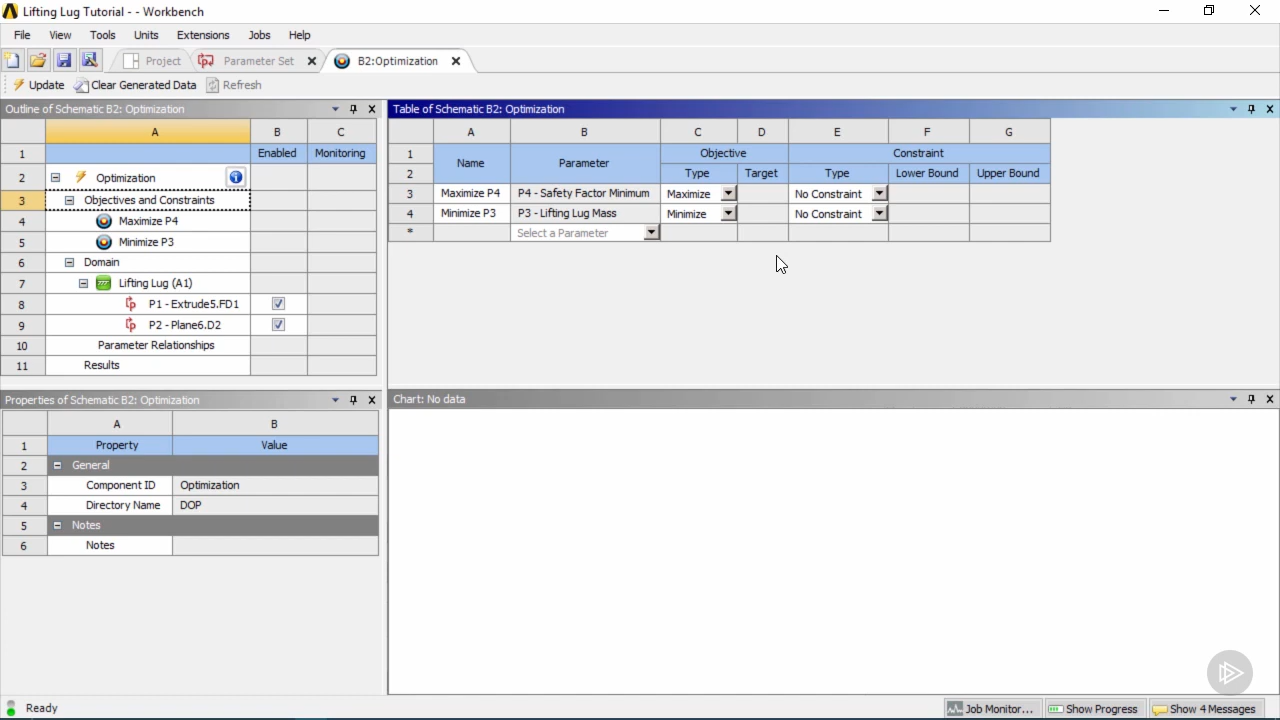 Lifting Lug Tutorial - - Workbench
File View Tools Units Extensions Jobs Help
Project Parameter Set B2:Optimization
Update Clear Generated Data Refresh
Outline of Schematic B2: Optimization
A B C
1 Enabled Monitoring
2 Optimization
3 Objectives and Constraints
4 Maximize P4
5 Minimize P3
6 Domain
7 Lifting Lug (A1)
8 P1 - Extrude5.FD1
9 P2 - Plane6.D2
10 Parameter Relationships
11 Results
Properties of Schematic B2: Optimization
A B
1 Property Value
2 General
3 Component ID Optimization
4 Directory Name DOP
5 Notes
6 Notes
Table of Schematic B2: Optimization
A B C D E F G
1 Name Parameter Objective Constraint
2 Type Target Type Lower Bound Upper Bound
3 Maximize P4 P4 - Safety Factor Minimum Maximize No Constraint
4 Minimize P3 P3 - Lifting Lug Mass Minimize No Constraint
* Select a Parameter
Chart: No data
Ready
Job Monitor... Show Progress Show 4 Messages